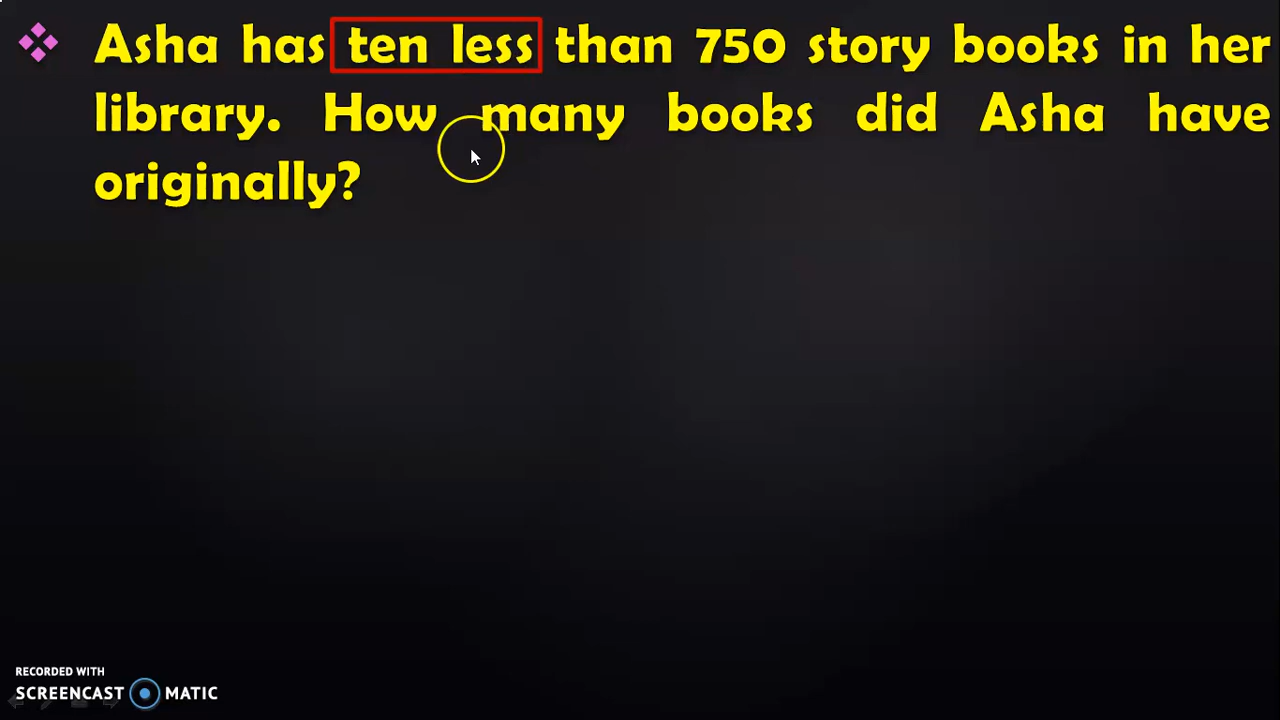 Asha has ten less than 750 story books in her
library. How many books did Asha have
originally?
RECORDED WITH
SCREENCAST MATIC